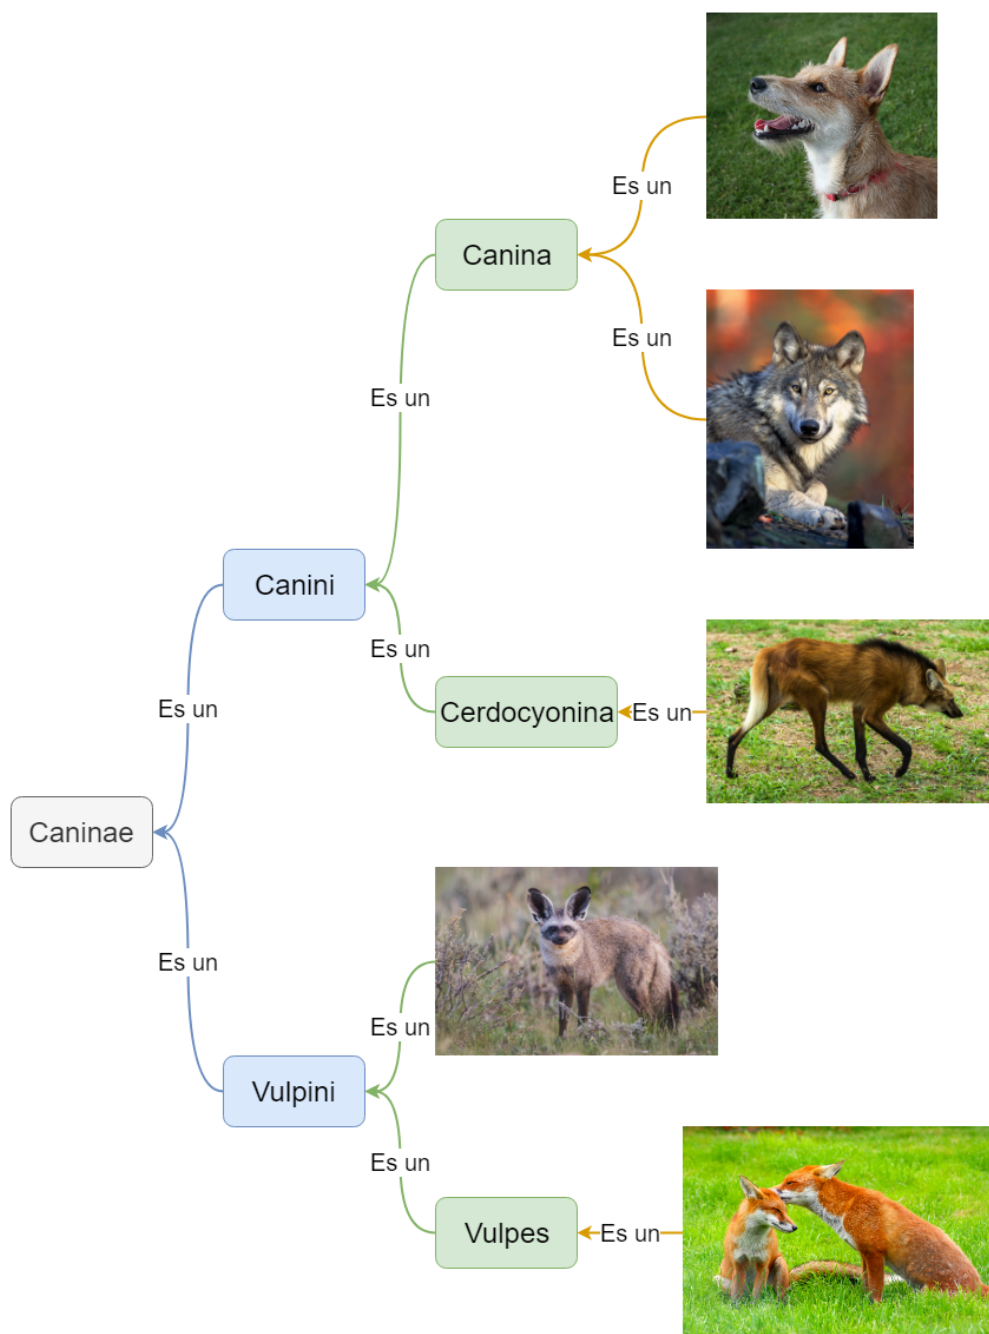 Es un
Canina
Es un
Es un
Canini
Es un
Cerdocyonina
Es un
Es un
Caninae
Es un
Es un
Vulpini
Es un
Vulpes
Es un